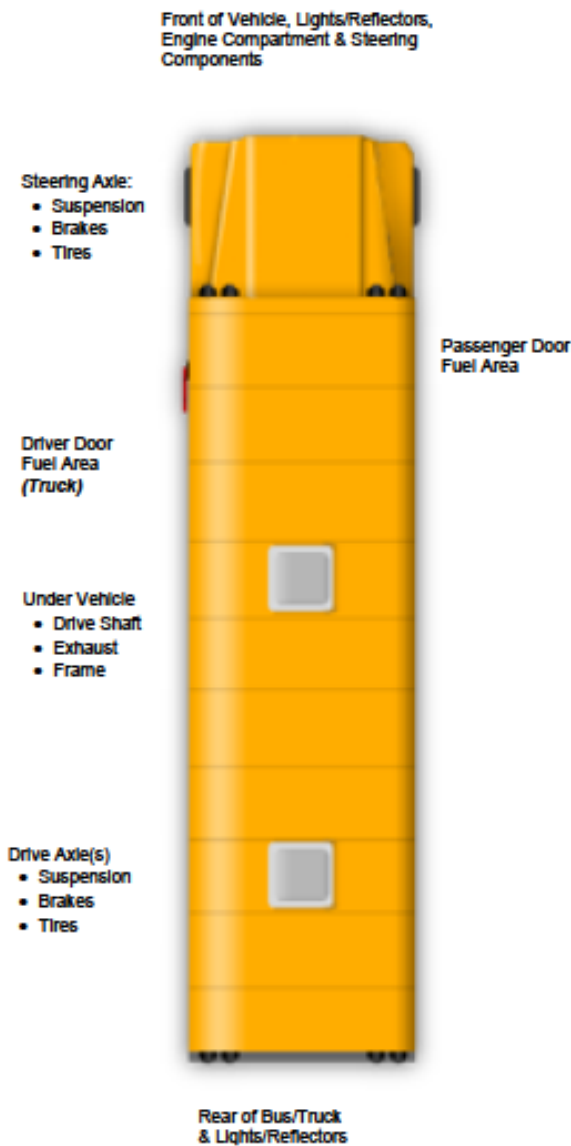 Front of Vehicle, Lights/Reflectors,
Engine Compartment & Steering
Components
Steering Axle:
• Suspension
• Brakes
• Tires
Passenger Door
Fuel Area
Driver Door
Fuel Area
(Truck)
Under Vehicle
• Drive Shaft
• Exhaust
• Frame
Drive Axle(s)
• Suspension
• Brakes
• Tires
Rear of Bus/Truck
& Lights/Reflectors